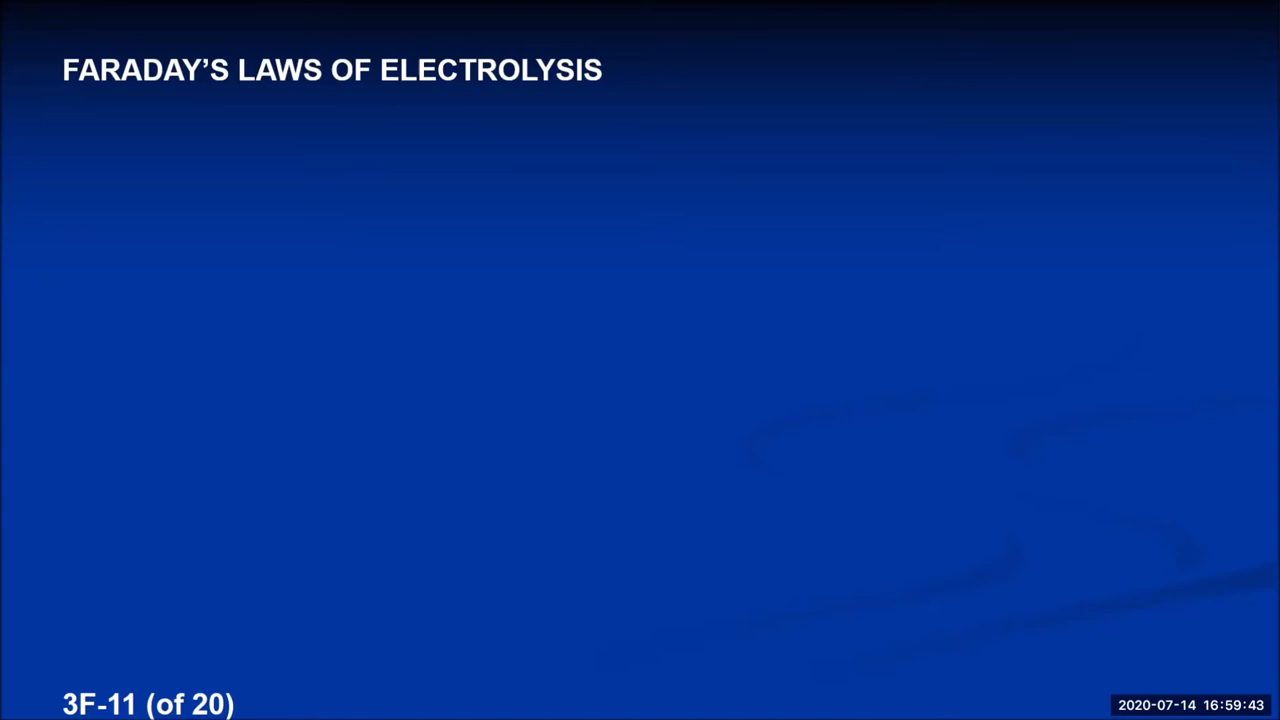 FARADAY’S LAWS OF ELECTROLYSIS
3F-11 (of 20)
2020-07-14 16:59:43